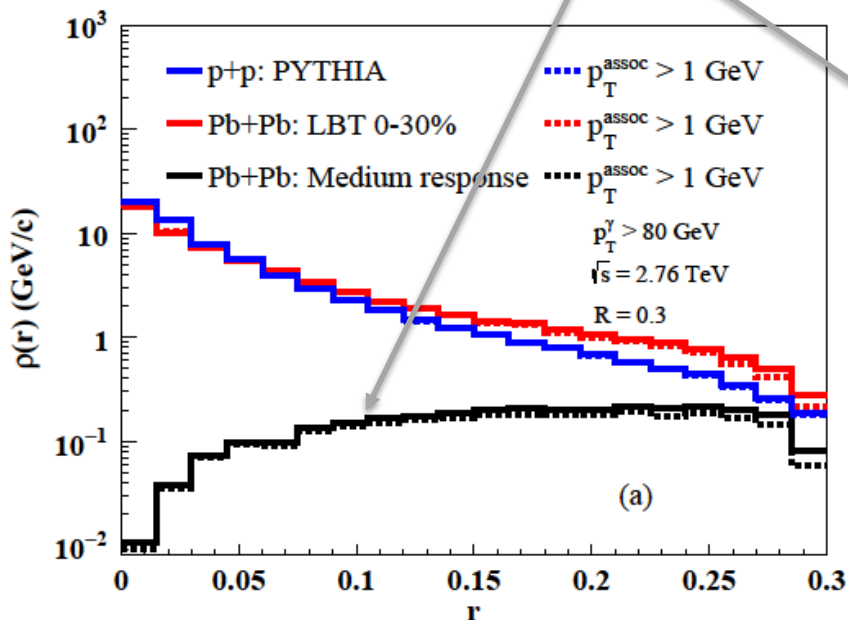 10³
p+p: PYTHIA p_T^assoc > 1 GeV
10² Pb+Pb: LBT 0-30% p_T^assoc > 1 GeV
Pb+Pb: Medium response p_T^assoc > 1 GeV
p_T^γ > 80 GeV
10
√s = 2.76 TeV
R = 0.3
1
ρ(r) (GeV/c)
10⁻¹
(a)
10⁻²
0 0.05 0.1 0.15 0.2 0.25 0.3
r